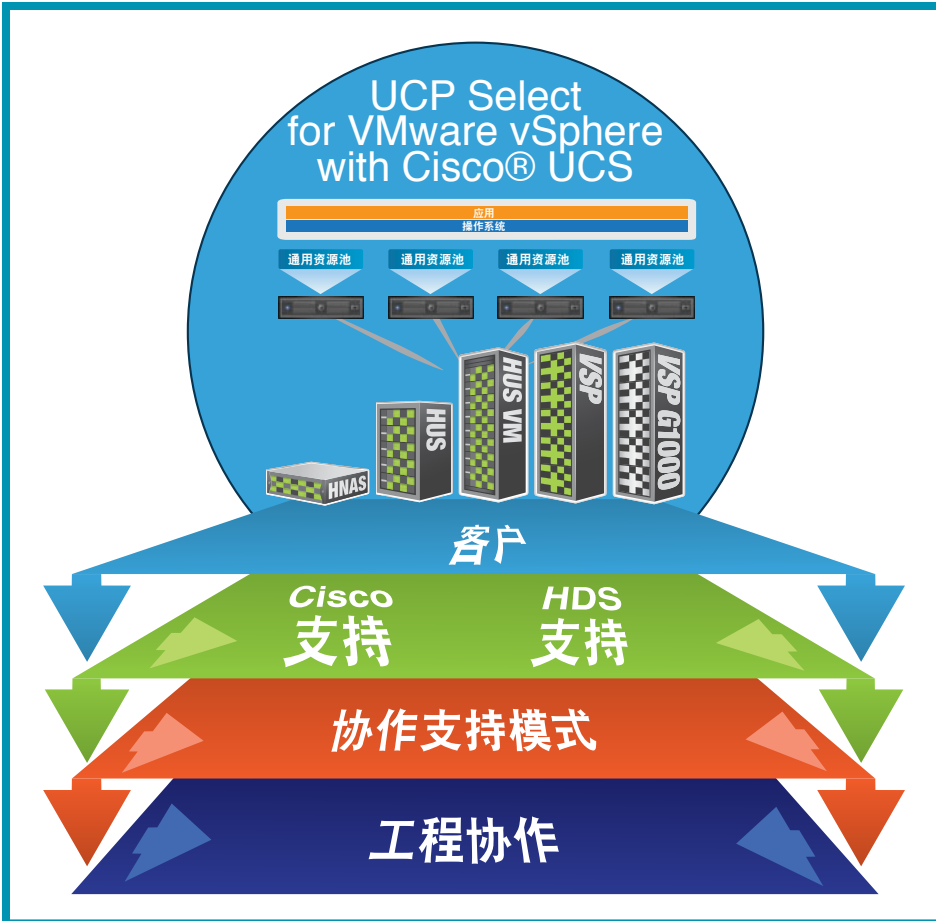 UCP Select
for VMware vSphere
with Cisco® UCS
应用
操作系统
通用资源池 通用资源池 通用资源池 通用资源池
HNAS
HUS
HUS VM
VSP
VSP G1000
客户
Cisco HDS
支持 支持
协作支持模式
工程协作